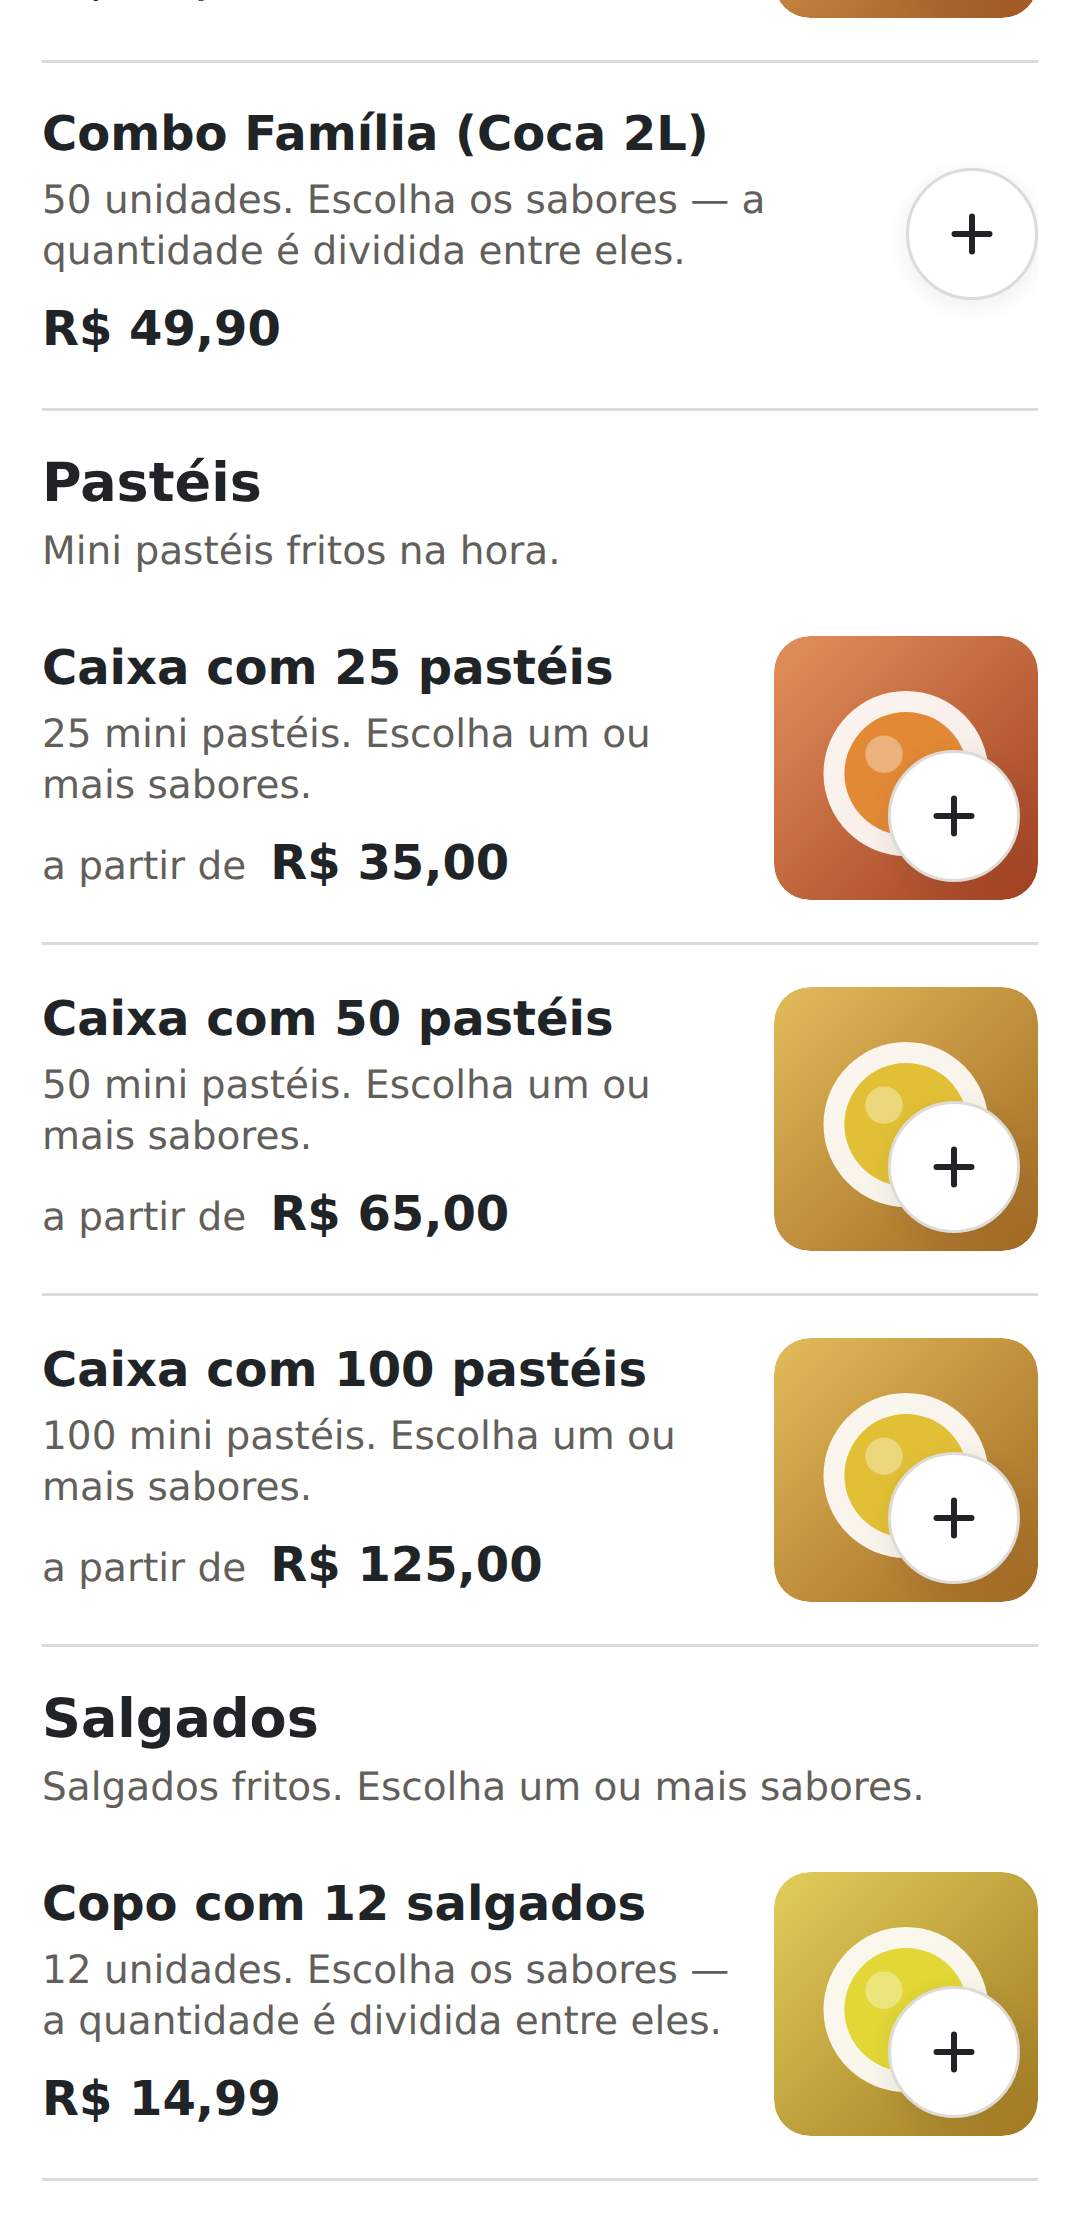 Combo Família (Coca 2L)
50 unidades. Escolha os sabores — a
quantidade é dividida entre eles.
R$ 49,90
Pastéis
Mini pastéis fritos na hora.
Caixa com 25 pastéis
25 mini pastéis. Escolha um ou
mais sabores.
a partir de R$ 35,00
Caixa com 50 pastéis
50 mini pastéis. Escolha um ou
mais sabores.
a partir de R$ 65,00
Caixa com 100 pastéis
100 mini pastéis. Escolha um ou
mais sabores.
a partir de R$ 125,00
Salgados
Salgados fritos. Escolha um ou mais sabores.
Copo com 12 salgados
12 unidades. Escolha os sabores —
a quantidade é dividida entre eles.
R$ 14,99